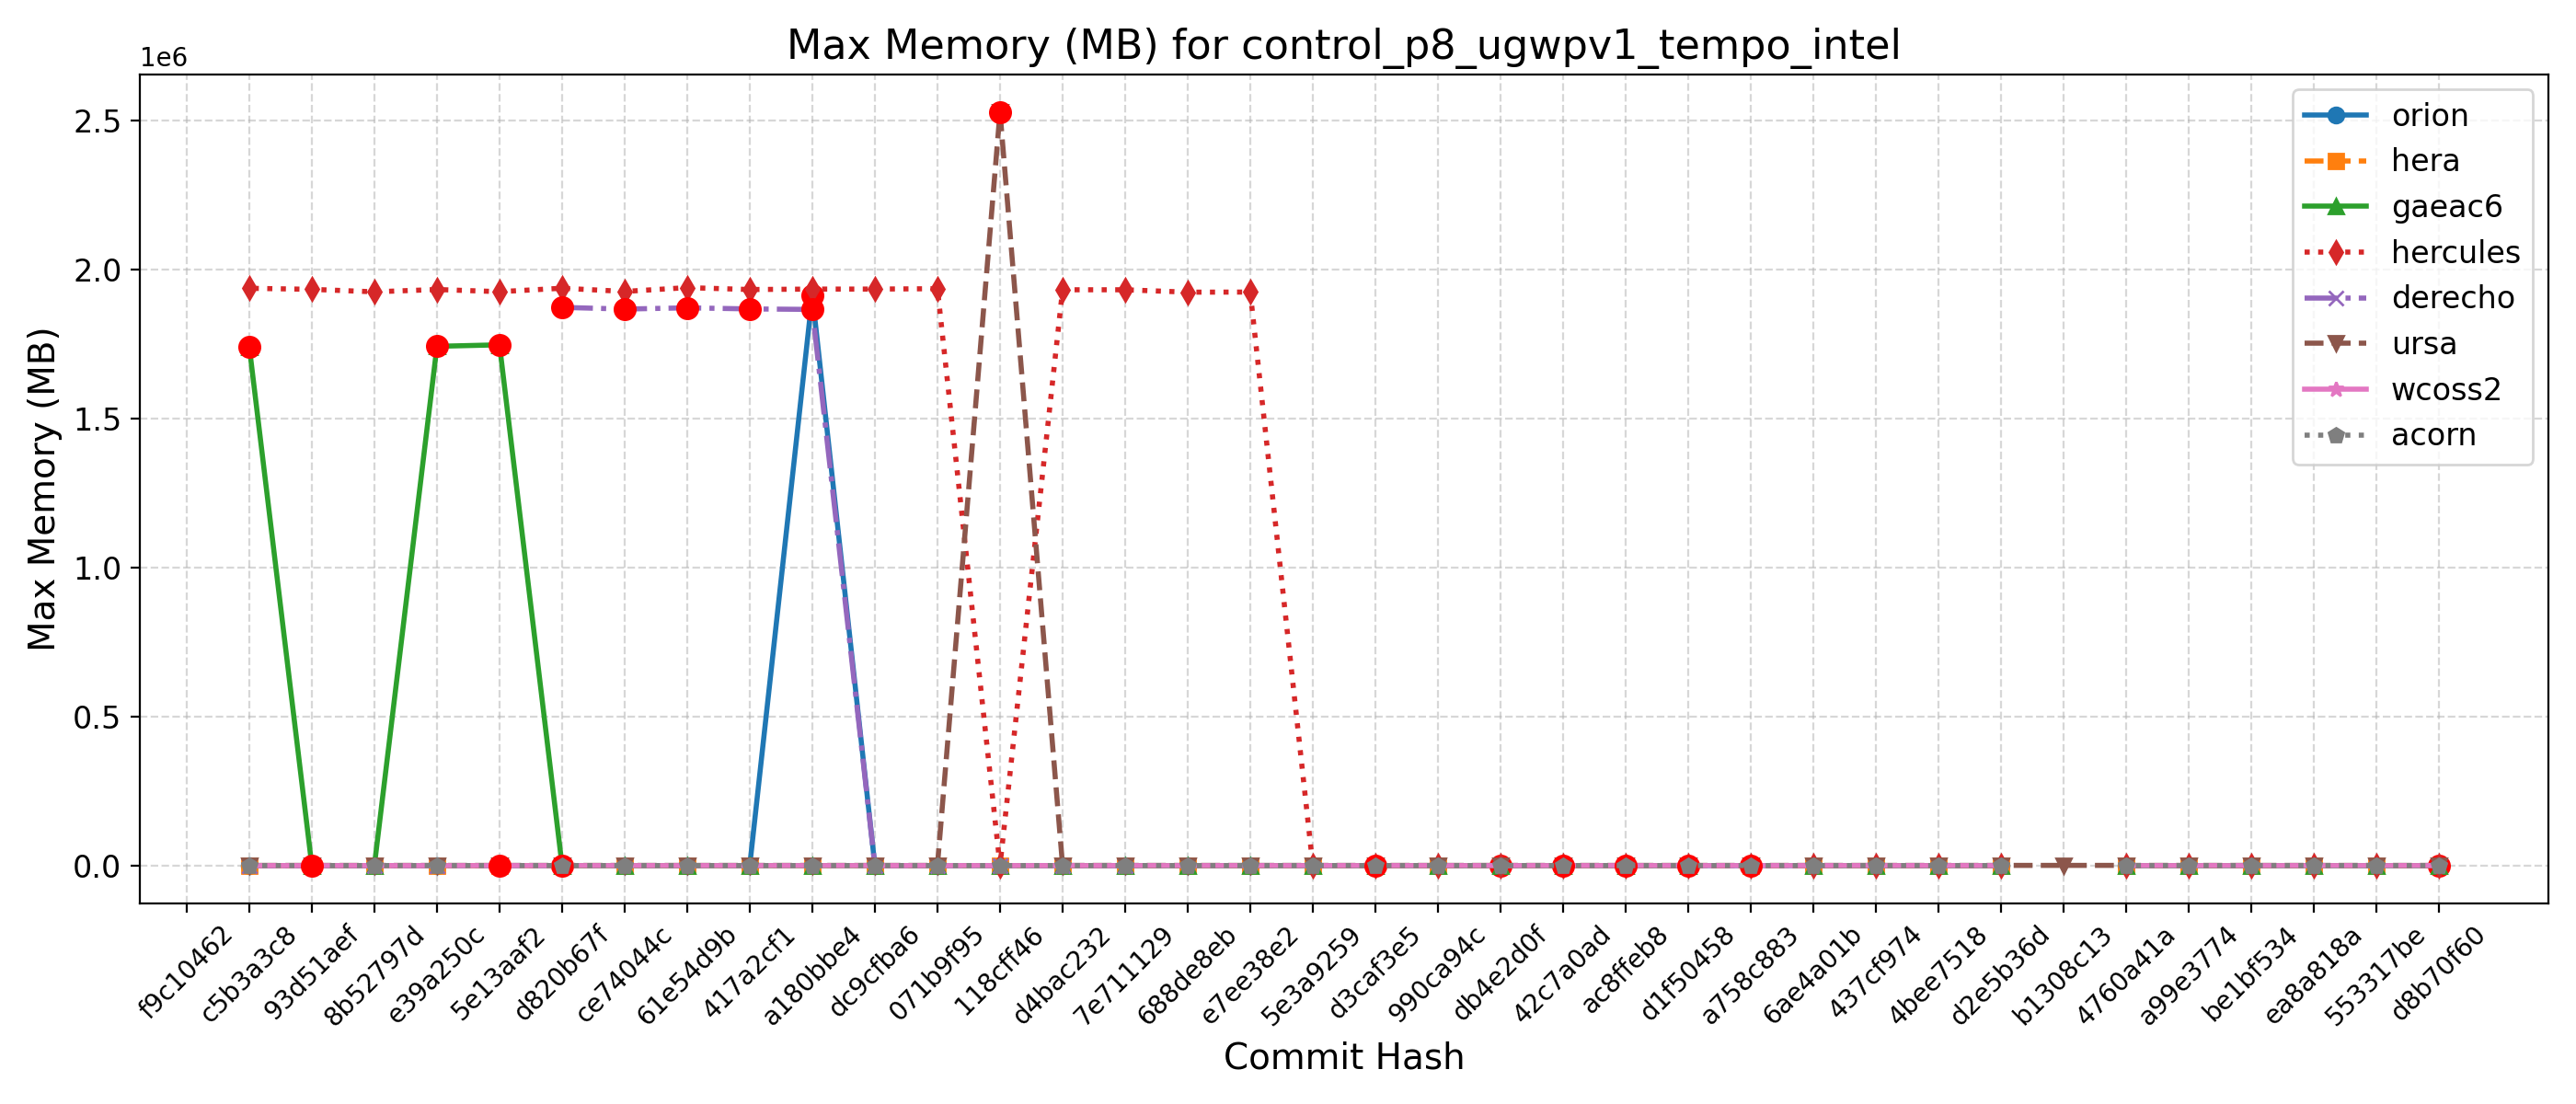 Max Memory (MB) for control_p8_ugwpv1_tempo_intel
1e6
2.5
2.0
1.5
1.0
0.5
0.0
Max Memory (MB)
orion
hera
gaeac6
hercules
derecho
ursa
wcoss2
acorn
f9c10462
c5b3a3c8
93d51aef
8b52797d
e39a250c
5e13aaf2
d820b67f
ce74044c
61e54d9b
417a2cf1
a180bbe4
dc9cfba6
071b9f95
118cff46
d4bac232
7e711129
688de8eb
e7ee38e2
5e3a9259
d3caf3e5
990ca94c
db4e2d0f
42c7a0ad
ac8ffeb8
d1f50458
a758c883
6ae4a01b
437cf974
4bee7518
d2e5b36d
b1308c13
4760a41a
a99e3774
be1bf534
ea8a818a
553317be
d8b70f60
Commit Hash